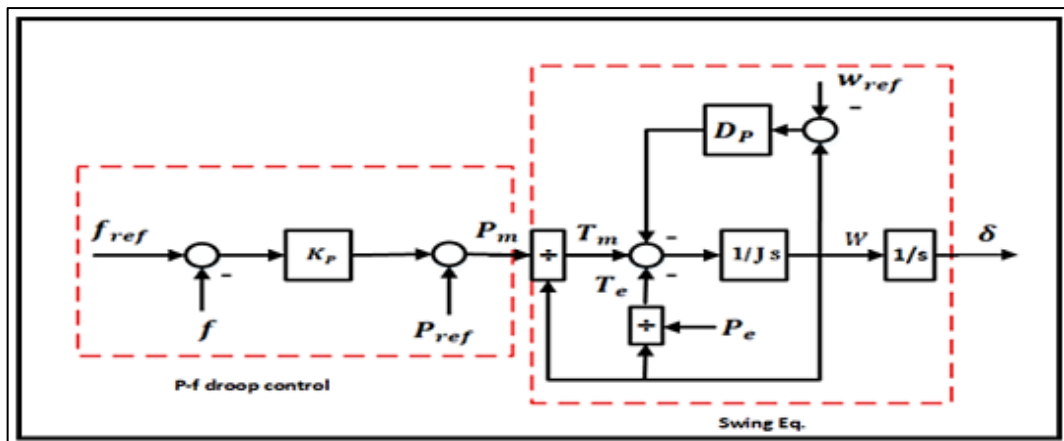 w_ref
-
D_P
f_ref
-
K_P
P_m
÷
T_m
-
-
1/J s
W
1/s
δ
T_e
f
P_ref
÷
P_e
P-f droop control
Swing Eq.